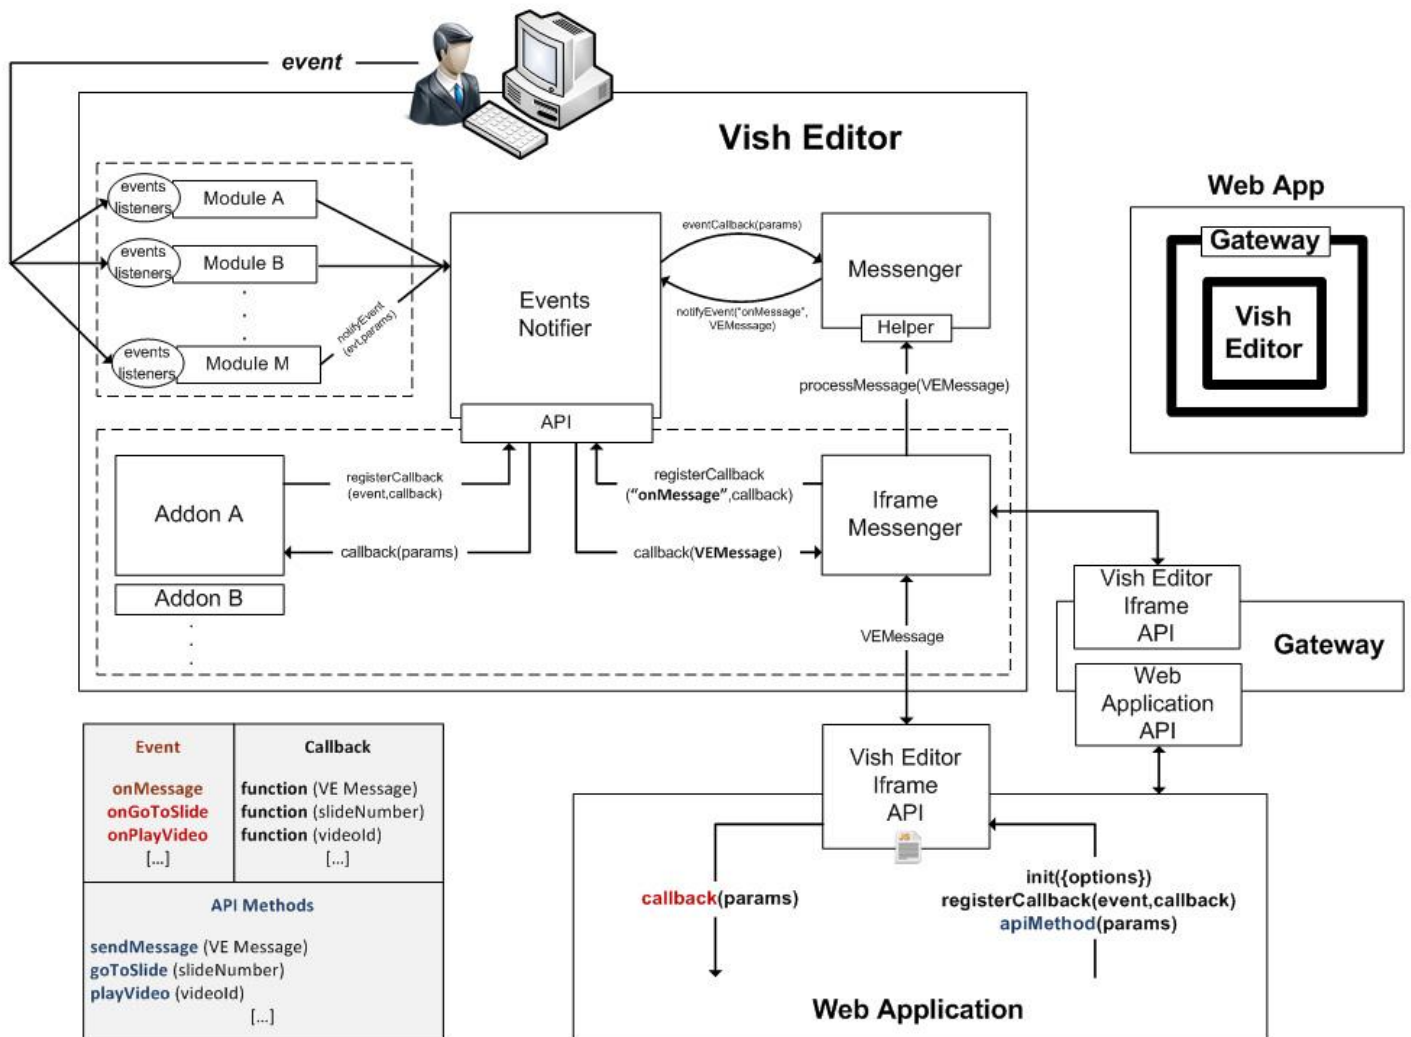 event
Vish Editor
events
listeners
Module A
events
listeners
Module B
.
.
.
events
listeners
Module M
notifyEvent
(evt,params)
Events
Notifier
API
eventCallback(params)
notifyEvent("onMessage",
VEMessage)
Messenger
Helper
processMessage(VEMessage)
Web App
Gateway
Vish
Editor
Addon A
Addon B
.
.
.
registerCallback
(event,callback)
callback(params)
registerCallback
("onMessage",callback)
callback(VEMessage)
Iframe
Messenger
VEMessage
Vish Editor
Iframe
API
Gateway
Web
Application
API
Event
Callback
onMessage
function (VE Message)
onGoToSlide
function (slideNumber)
onPlayVideo
function (videoId)
[...]
[...]
API Methods
sendMessage (VE Message)
goToSlide (slideNumber)
playVideo (videoId)
[...]
Vish Editor
Iframe
API
JS
callback(params)
init({options})
registerCallback(event,callback)
apiMethod(params)
Web Application